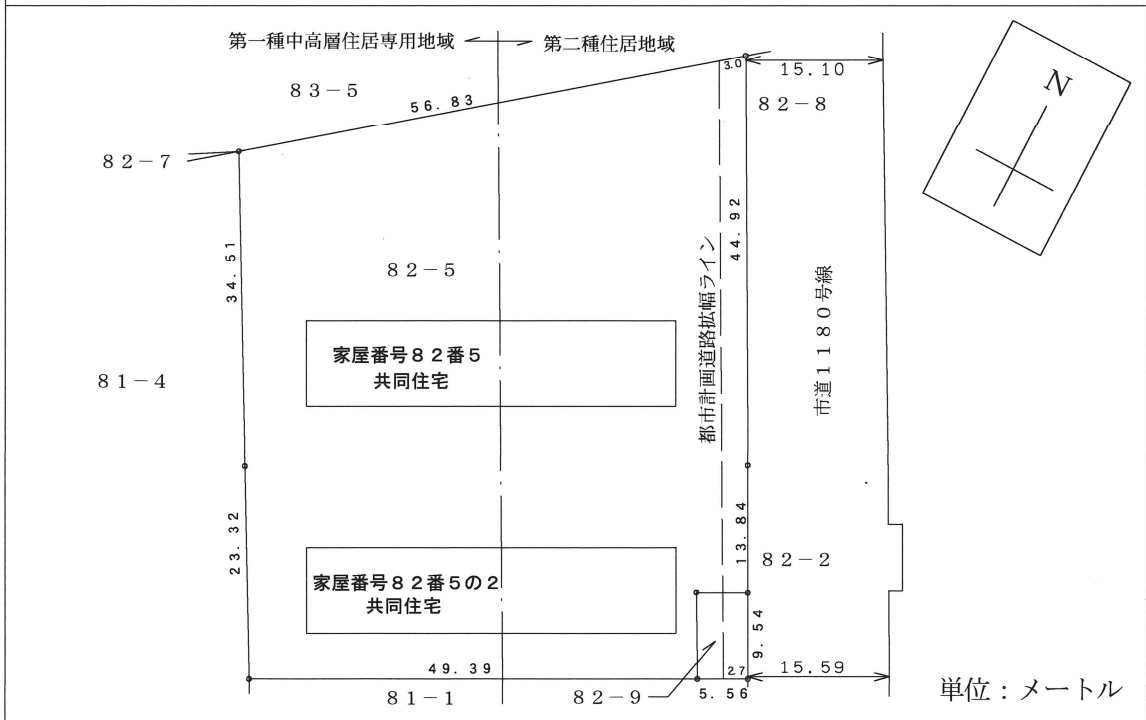 第一種中高層住居専用地域
第二種住居地域
15.10
3.0
83-5
56.83
82-8
N
82-7
44.92
34.51
82-5
都市計画道路拡幅ライン
市道1180号線
家屋番号82番5
共同住宅
81-4
23.32
13.84
82-2
家屋番号82番5の2
共同住宅
9.54
49.39
2.7
15.59
81-1
82-9
5.56
単位：メートル